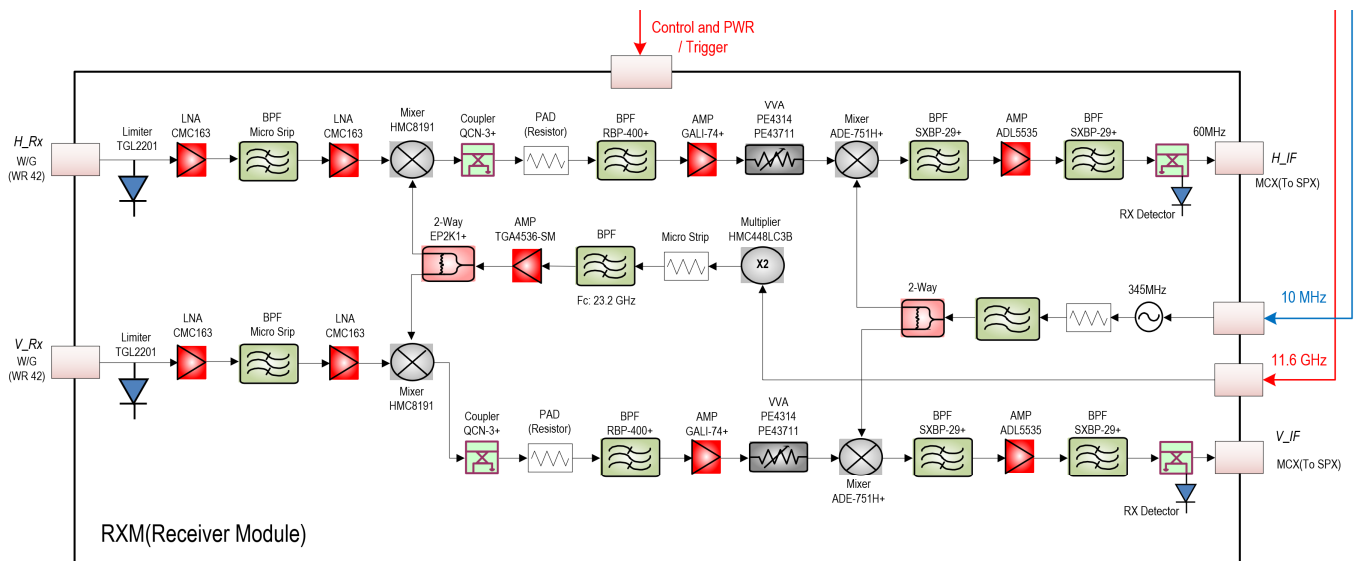 Control and PWR
/ Trigger
H_Rx
W/G
(WR 42)
Limiter
TGL2201
LNA
CMC163
BPF
Micro Srip
LNA
CMC163
Mixer
HMC8191
Coupler
QCN-3+
PAD
(Resistor)
BPF
RBP-400+
AMP
GALI-74+
VVA
PE4314
PE43711
Mixer
ADE-751H+
BPF
SXBP-29+
AMP
ADL5535
BPF
SXBP-29+
60MHz
H_IF
MCX(To SPX)
RX Detector
2-Way
EP2K1+
AMP
TGA4536-SM
BPF
Fc: 23.2 GHz
Micro Strip
Multiplier
HMC448LC3B
X2
2-Way
345MHz
10 MHz
11.6 GHz
V_Rx
W/G
(WR 42)
Limiter
TGL2201
LNA
CMC163
BPF
Micro Srip
LNA
CMC163
Mixer
HMC8191
Coupler
QCN-3+
PAD
(Resistor)
BPF
RBP-400+
AMP
GALI-74+
VVA
PE4314
PE43711
Mixer
ADE-751H+
BPF
SXBP-29+
AMP
ADL5535
BPF
SXBP-29+
V_IF
MCX(To SPX)
RX Detector
RXM(Receiver Module)